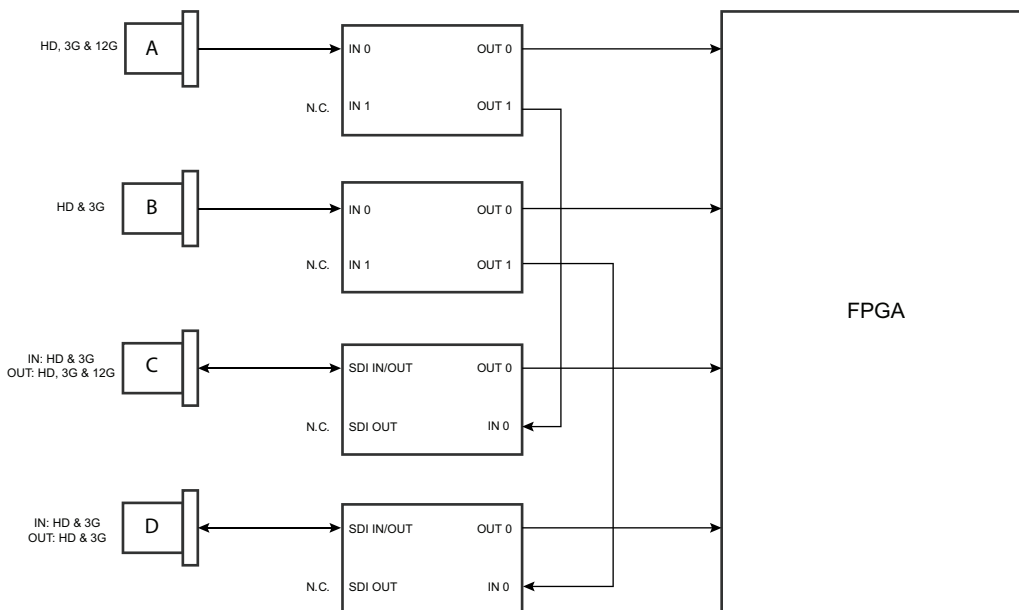 HD, 3G & 12G
A
IN 0
OUT 0
N.C.
IN 1
OUT 1
HD & 3G
B
IN 0
OUT 0
N.C.
IN 1
OUT 1
FPGA
IN: HD & 3G
OUT: HD, 3G & 12G
C
SDI IN/OUT
OUT 0
N.C.
SDI OUT
IN 0
IN: HD & 3G
OUT: HD & 3G
D
SDI IN/OUT
OUT 0
N.C.
SDI OUT
IN 0